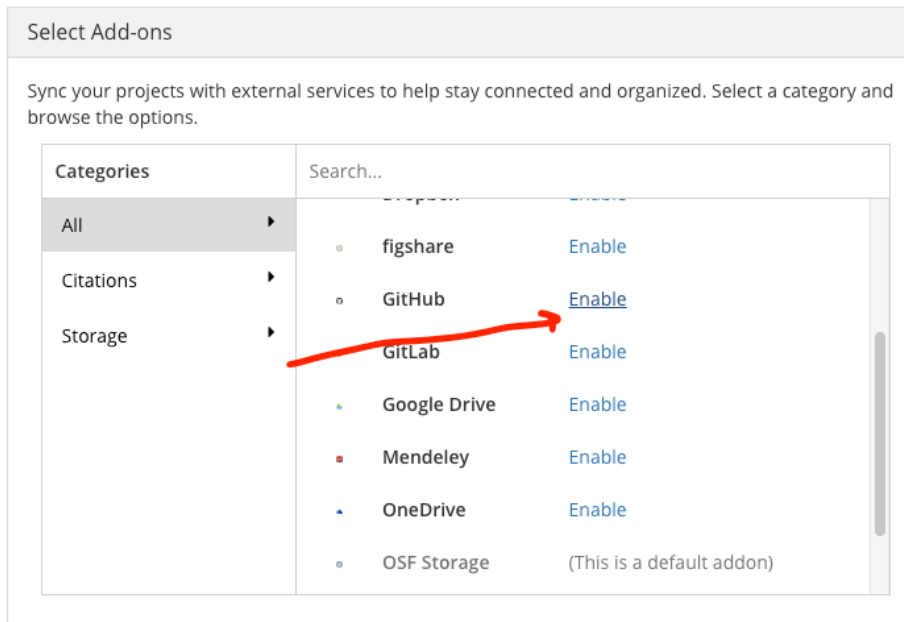 Select Add-ons
Sync your projects with external services to help stay connected and organized. Select a category and
browse the options.
Categories
Search...
All
Citations
Storage
Dropbox Enable
figshare Enable
GitHub Enable
GitLab Enable
Google Drive Enable
Mendeley Enable
OneDrive Enable
OSF Storage (This is a default addon)